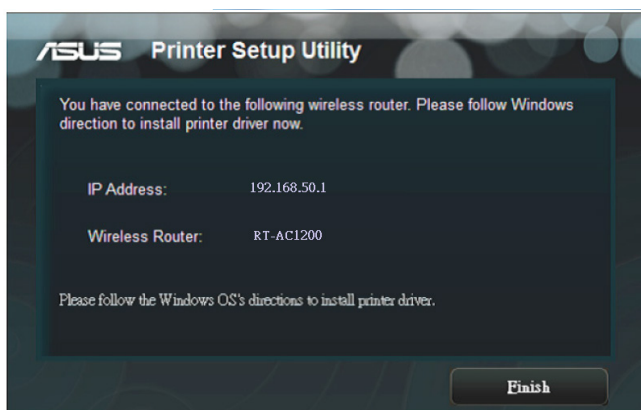 ASUS Printer Setup Utility
You have connected to the following wireless router. Please follow Windows
direction to install printer driver now.
IP Address: 192.168.50.1
Wireless Router: RT-AC1200
Please follow the Windows OS's directions to install printer driver.
Finish